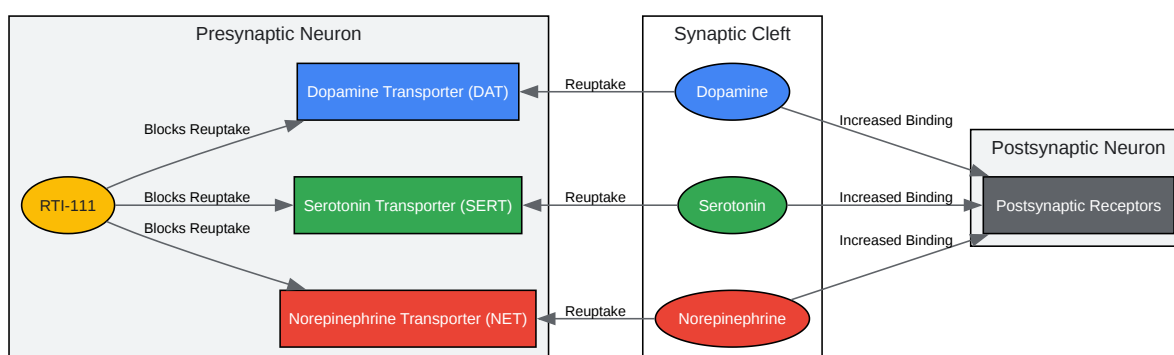 Presynaptic Neuron
Synaptic Cleft
Dopamine Transporter (DAT)
Reuptake
Dopamine
Blocks Reuptake
Increased Binding
Postsynaptic Neuron
RTI-111
Blocks Reuptake
Serotonin Transporter (SERT)
Reuptake
Serotonin
Increased Binding
Postsynaptic Receptors
Blocks Reuptake
Increased Binding
Norepinephrine Transporter (NET)
Reuptake
Norepinephrine